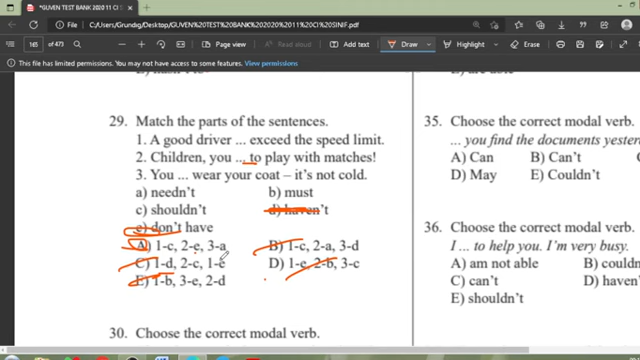 *GUVEN TEST BANK 2020 11 CI S
C:/Users/Grundig/Desktop/GUVEN%20TEST%20BANK%202020%2011%20CI%20SINIF.pdf
165 of 473 Page view Read aloud Add text Draw Highlight Erase
This file has limited permissions. You may not have access to some features. View permissions
29. Match the parts of the sentences.
1. A good driver ... exceed the speed limit.
2. Children, you ... to play with matches!
3. You ... wear your coat – it's not cold.
a) needn't b) must
c) shouldn't d) haven't
e) don't have
A) 1-c, 2-e, 3-a B) 1-c, 2-a, 3-d
C) 1-d, 2-c, 1-e D) 1-e, 2-b, 3-c
E) 1-b, 3-e, 2-d
30. Choose the correct modal verb.
35. Choose the correct modal verb.
... you find the documents yester
A) Can B) Can't
D) May E) Couldn't
36. Choose the correct modal verb.
I ... to help you. I'm very busy.
A) am not able B) couldn
C) can't D) haven
E) shouldn't